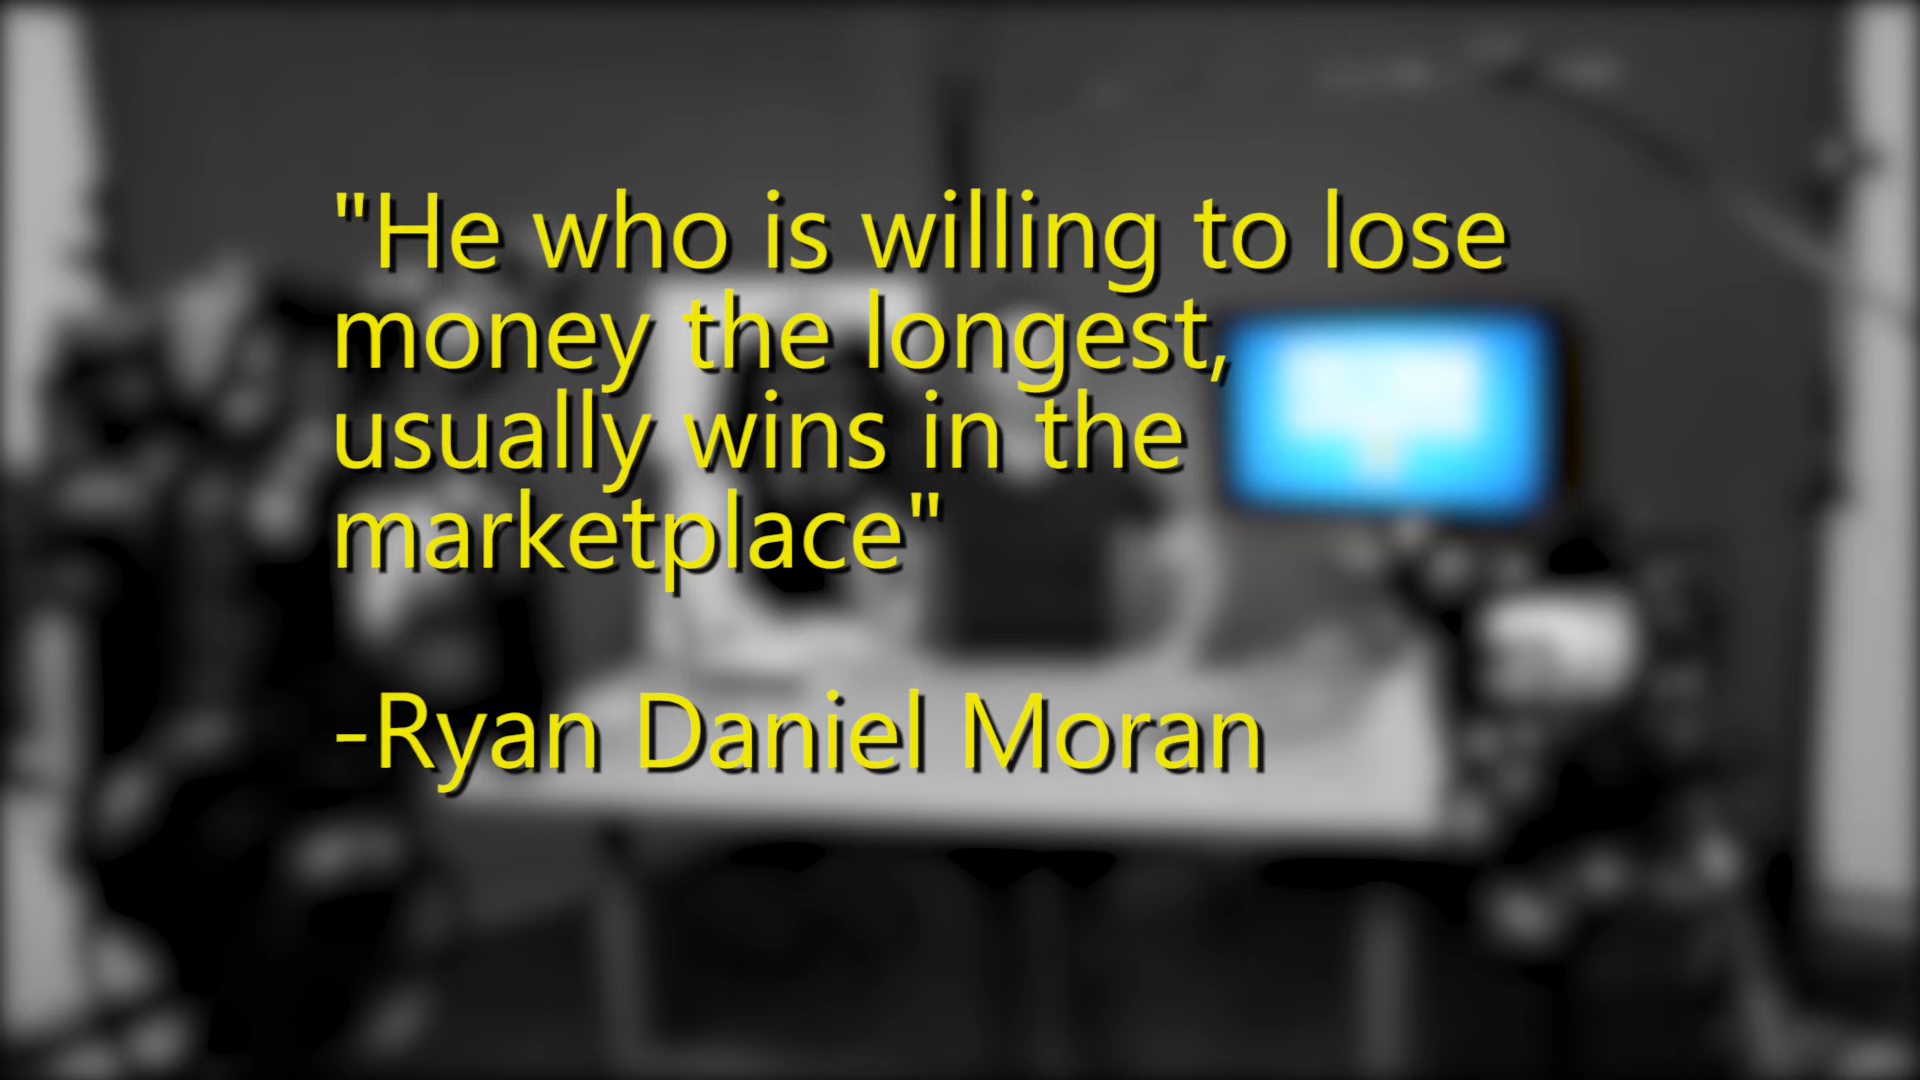 "He who is willing to lose
money the longest,
usually wins in the
marketplace"
-Ryan Daniel Moran